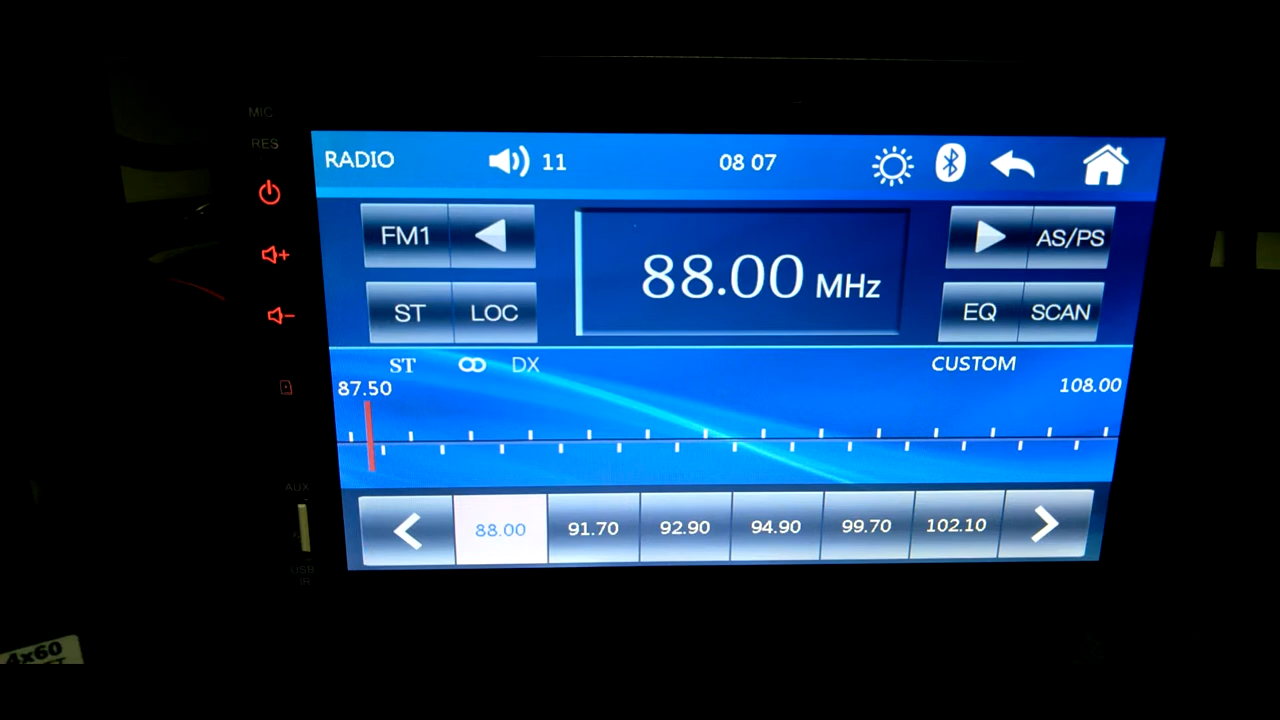 MIC
RES
RADIO 11 08 07
FM1 AS/PS
88.00 MHz
ST LOC EQ SCAN
ST DX CUSTOM
87.50 108.00
88.00 91.70 92.90 94.90 99.70 102.10
AUX
USB
IR
4x60